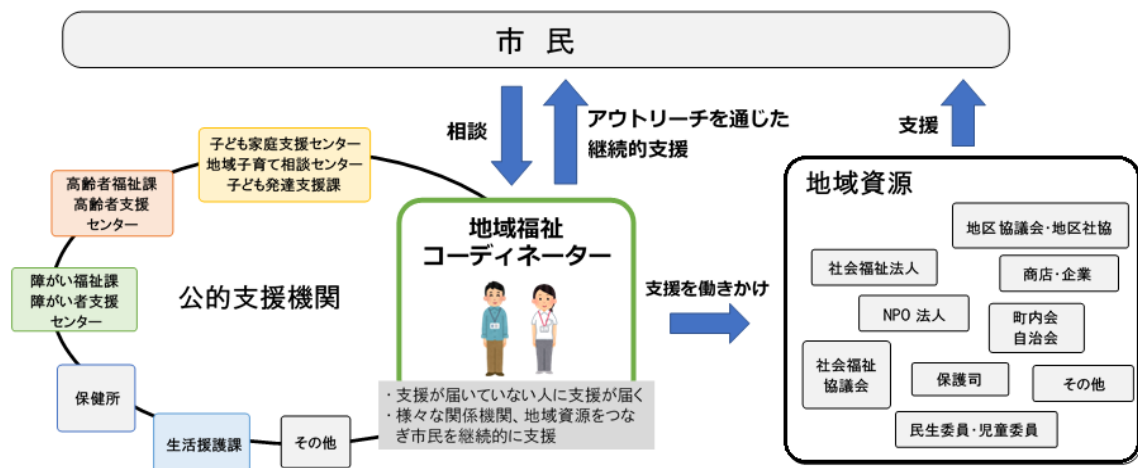 市 民
相談
アウトリーチを通じた
継続的支援
支援
子ども家庭支援センター
地域子育て相談センター
子ども発達支援課
高齢者福祉課
高齢者支援
センター
障がい福祉課
障がい者支援
センター
公的支援機関
保健所
生活援護課
その他
地域福祉
コーディネーター
・支援が届いていない人に支援が届く
・様々な関係機関、地域資源をつな
ぎ市民を継続的に支援
支援を働きかけ
地域資源
地区協議会・地区社協
社会福祉法人
商店・企業
NPO 法人
町内会
自治会
社会福祉
協議会
保護司
その他
民生委員・児童委員